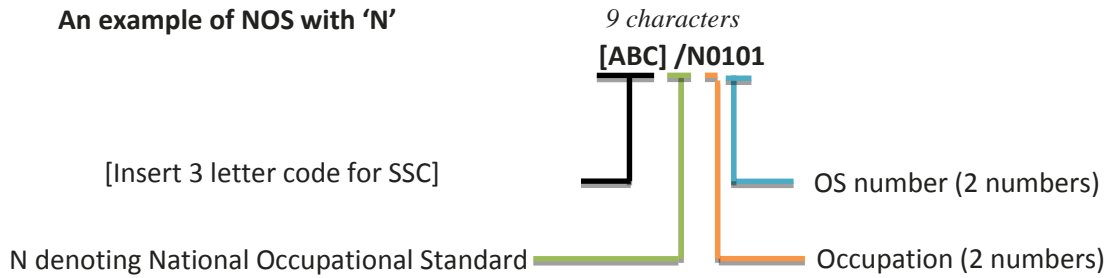 An example of NOS with ‘N’
9 characters
[ABC] /N0101
[Insert 3 letter code for SSC]
OS number (2 numbers)
N denoting National Occupational Standard
Occupation (2 numbers)